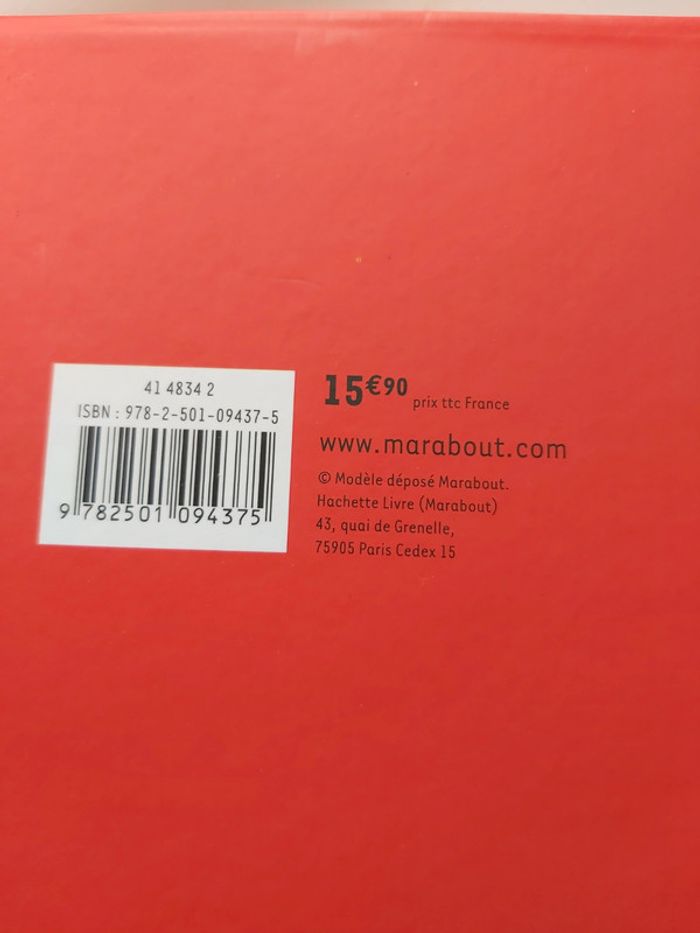 41 4834 2
ISBN : 978-2-501-09437-5
9 782501 094375
15€90 prix ttc France
www.marabout.com
© Modèle déposé Marabout.
Hachette Livre (Marabout)
43, quai de Grenelle,
75905 Paris Cedex 15